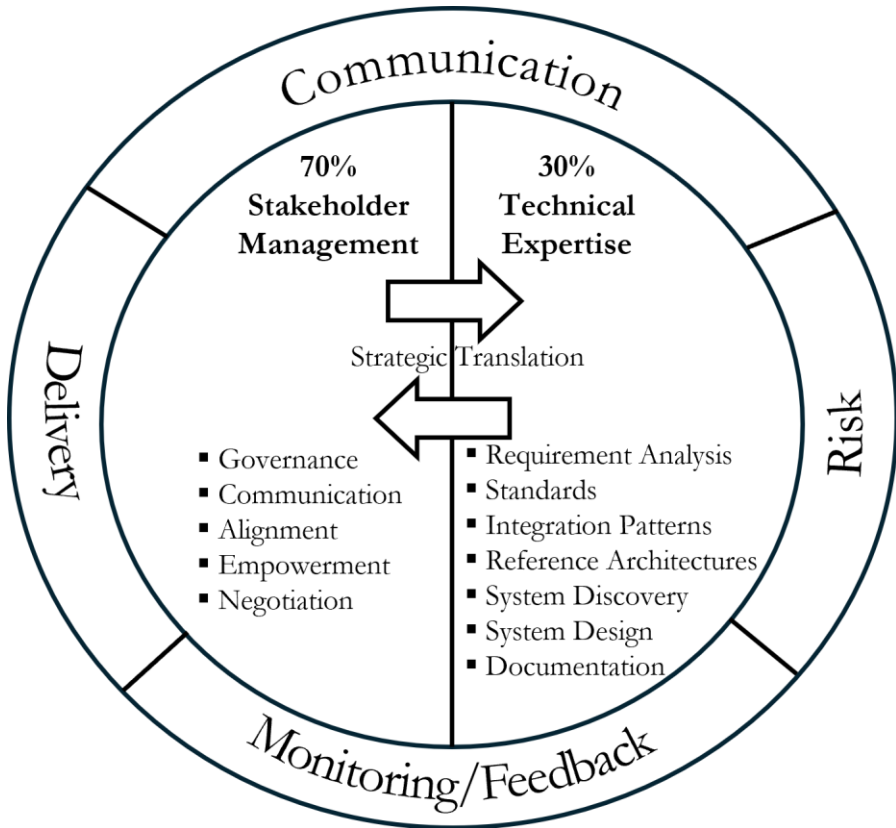 Communication
70%
Stakeholder
Management
30%
Technical
Expertise
Strategic Translation
Delivery
Risk
▪ Governance
▪ Communication
▪ Alignment
▪ Empowerment
▪ Negotiation
▪ Requirement Analysis
▪ Standards
▪ Integration Patterns
▪ Reference Architectures
▪ System Discovery
▪ System Design
▪ Documentation
Monitoring/Feedback